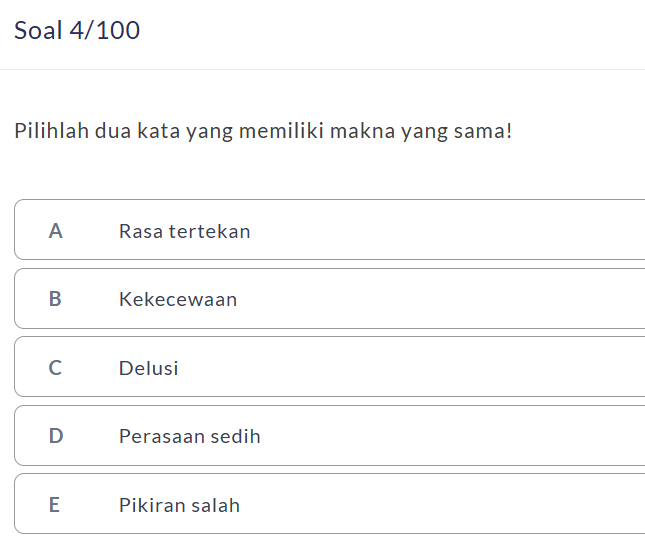 Soal 4/100
Pilihlah dua kata yang memiliki makna yang sama!
A Rasa tertekan
B Kekecewaan
C Delusi
D Perasaan sedih
E Pikiran salah